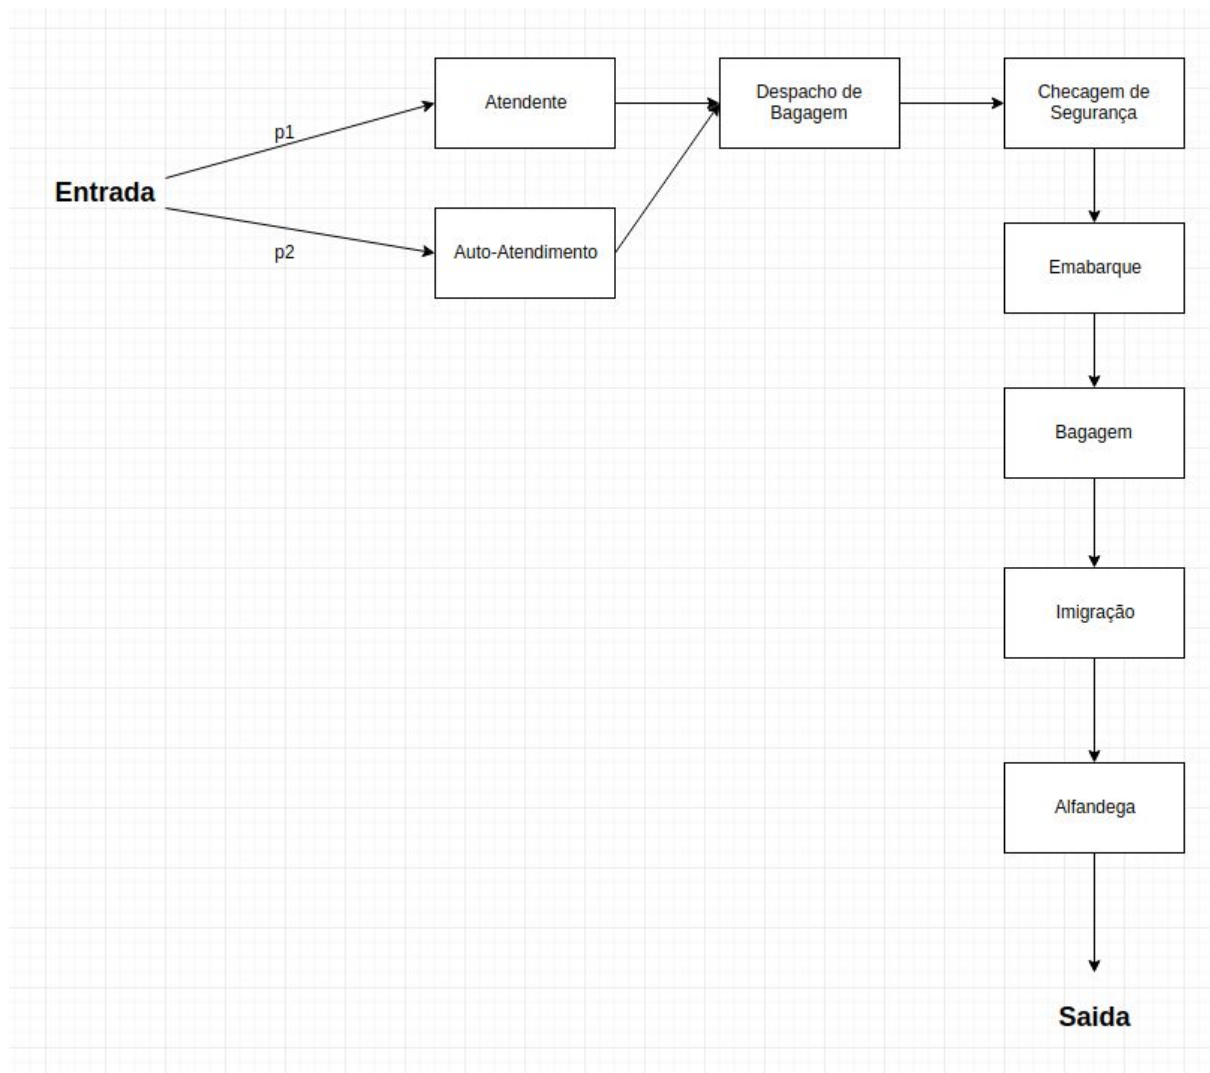 Entrada
p1
p2
Atendente
Auto-Atendimento
Despacho de
Bagagem
Checagem de
Segurança
Emabarque
Bagagem
Imigração
Alfandega
Saida